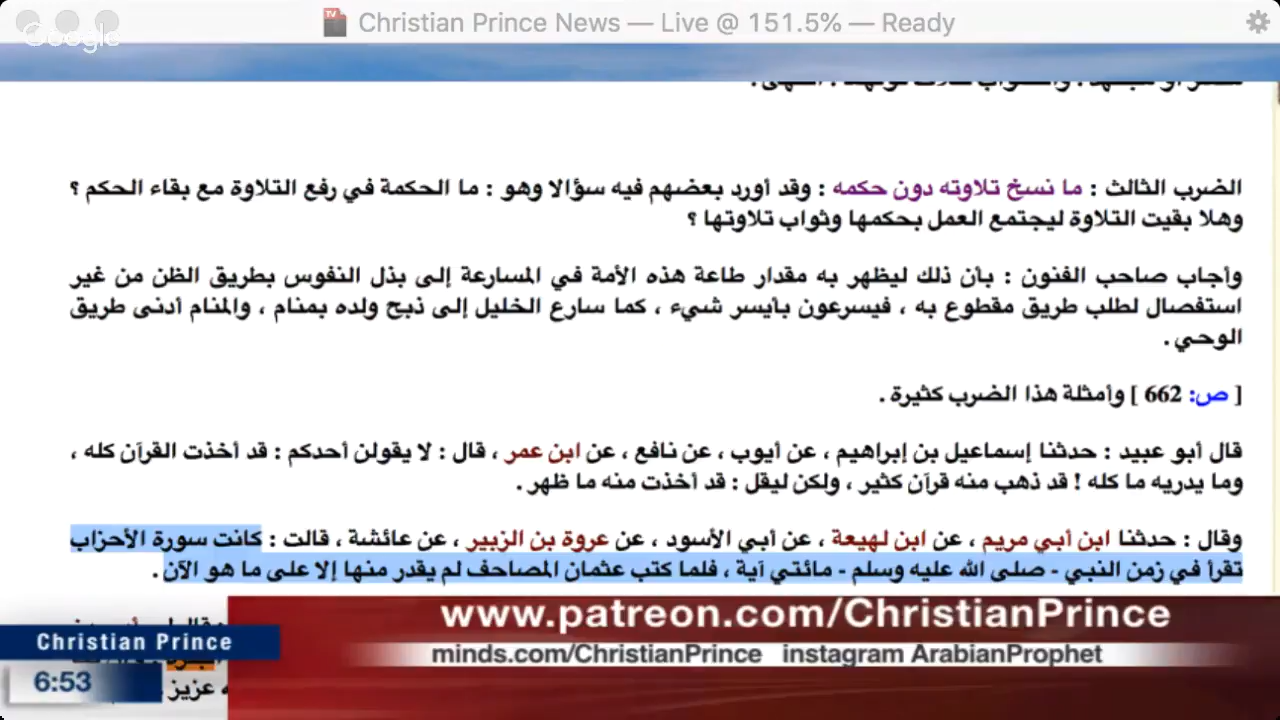 Christian Prince News — Live @ 151.5% — Ready
Google
الضرب الثالث : ما نسخ تلاوته دون حكمه : وقد أورد بعضهم فيه سؤالا وهو : ما الحكمة في رفع التلاوة مع بقاء الحكم ؟
وهلا بقيت التلاوة ليجتمع العمل بحكمها وثواب تلاوتها ؟
وأجاب صاحب الفنون : بأن ذلك ليظهر به مقدار طاعة هذه الأمة في المسارعة إلى بذل النفوس بطريق الظن من غير
استفصال لطلب طريق مقطوع به ، فيسرعون بأيسر شيء ، كما سارع الخليل إلى ذبح ولده بمنام ، والمنام أدنى طريق
الوحي .
[ ص: 662 ] وأمثلة هذا الضرب كثيرة .
قال أبو عبيد : حدثنا إسماعيل بن إبراهيم ، عن أيوب ، عن نافع ، عن ابن عمر ، قال : لا يقولن أحدكم : قد أخذت القرآن كله ،
وما يدريه ما كله ! قد ذهب منه قرآن كثير ، ولكن ليقل : قد أخذت منه ما ظهر .
وقال : حدثنا ابن أبي مريم ، عن ابن لهيعة ، عن أبي الأسود ، عن عروة بن الزبير ، عن عائشة ، قالت : كانت سورة الأحزاب
تقرأ في زمن النبي - صلى الله عليه وسلم - مائتي آية ، فلما كتب عثمان المصاحف لم يقدر منها إلا على ما هو الآن .
www.patreon.com/ChristianPrince
Christian Prince
minds.com/ChristianPrince instagram ArabianProphet
6:53
عزيز